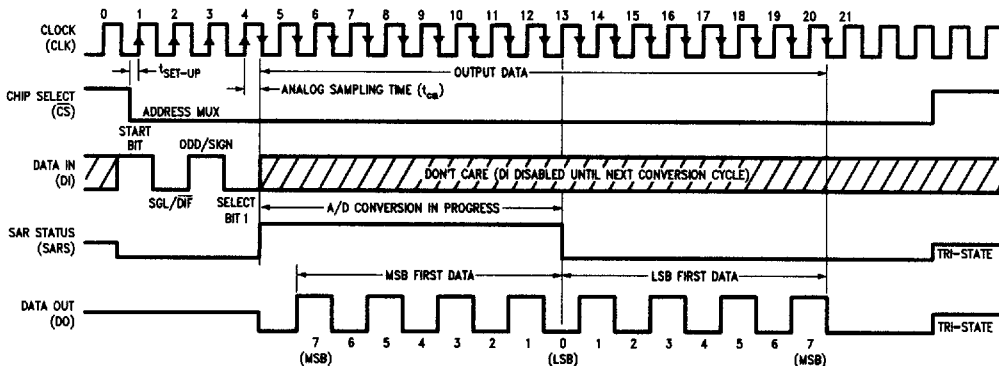 0 1 2 3 4 5 6 7 8 9 10 11 12 13 14 15 16 17 18 19 20 21
CLOCK
(CLK)
tSET-UP
OUTPUT DATA
ANALOG SAMPLING TIME (tca)
CHIP SELECT
(CS)
ADDRESS MUX
START
BIT
ODD/SIGN
DATA IN
(DI)
DON'T CARE (DI DISABLED UNTIL NEXT CONVERSION CYCLE)
SGL/DIF
SELECT
BIT 1
A/D CONVERSION IN PROGRESS
SAR STATUS
(SARS)
TRI-STATE
MSB FIRST DATA
LSB FIRST DATA
DATA OUT
(DO)
TRI-STATE
7 6 5 4 3 2 1 0 1 2 3 4 5 6 7
(MSB) (LSB) (MSB)